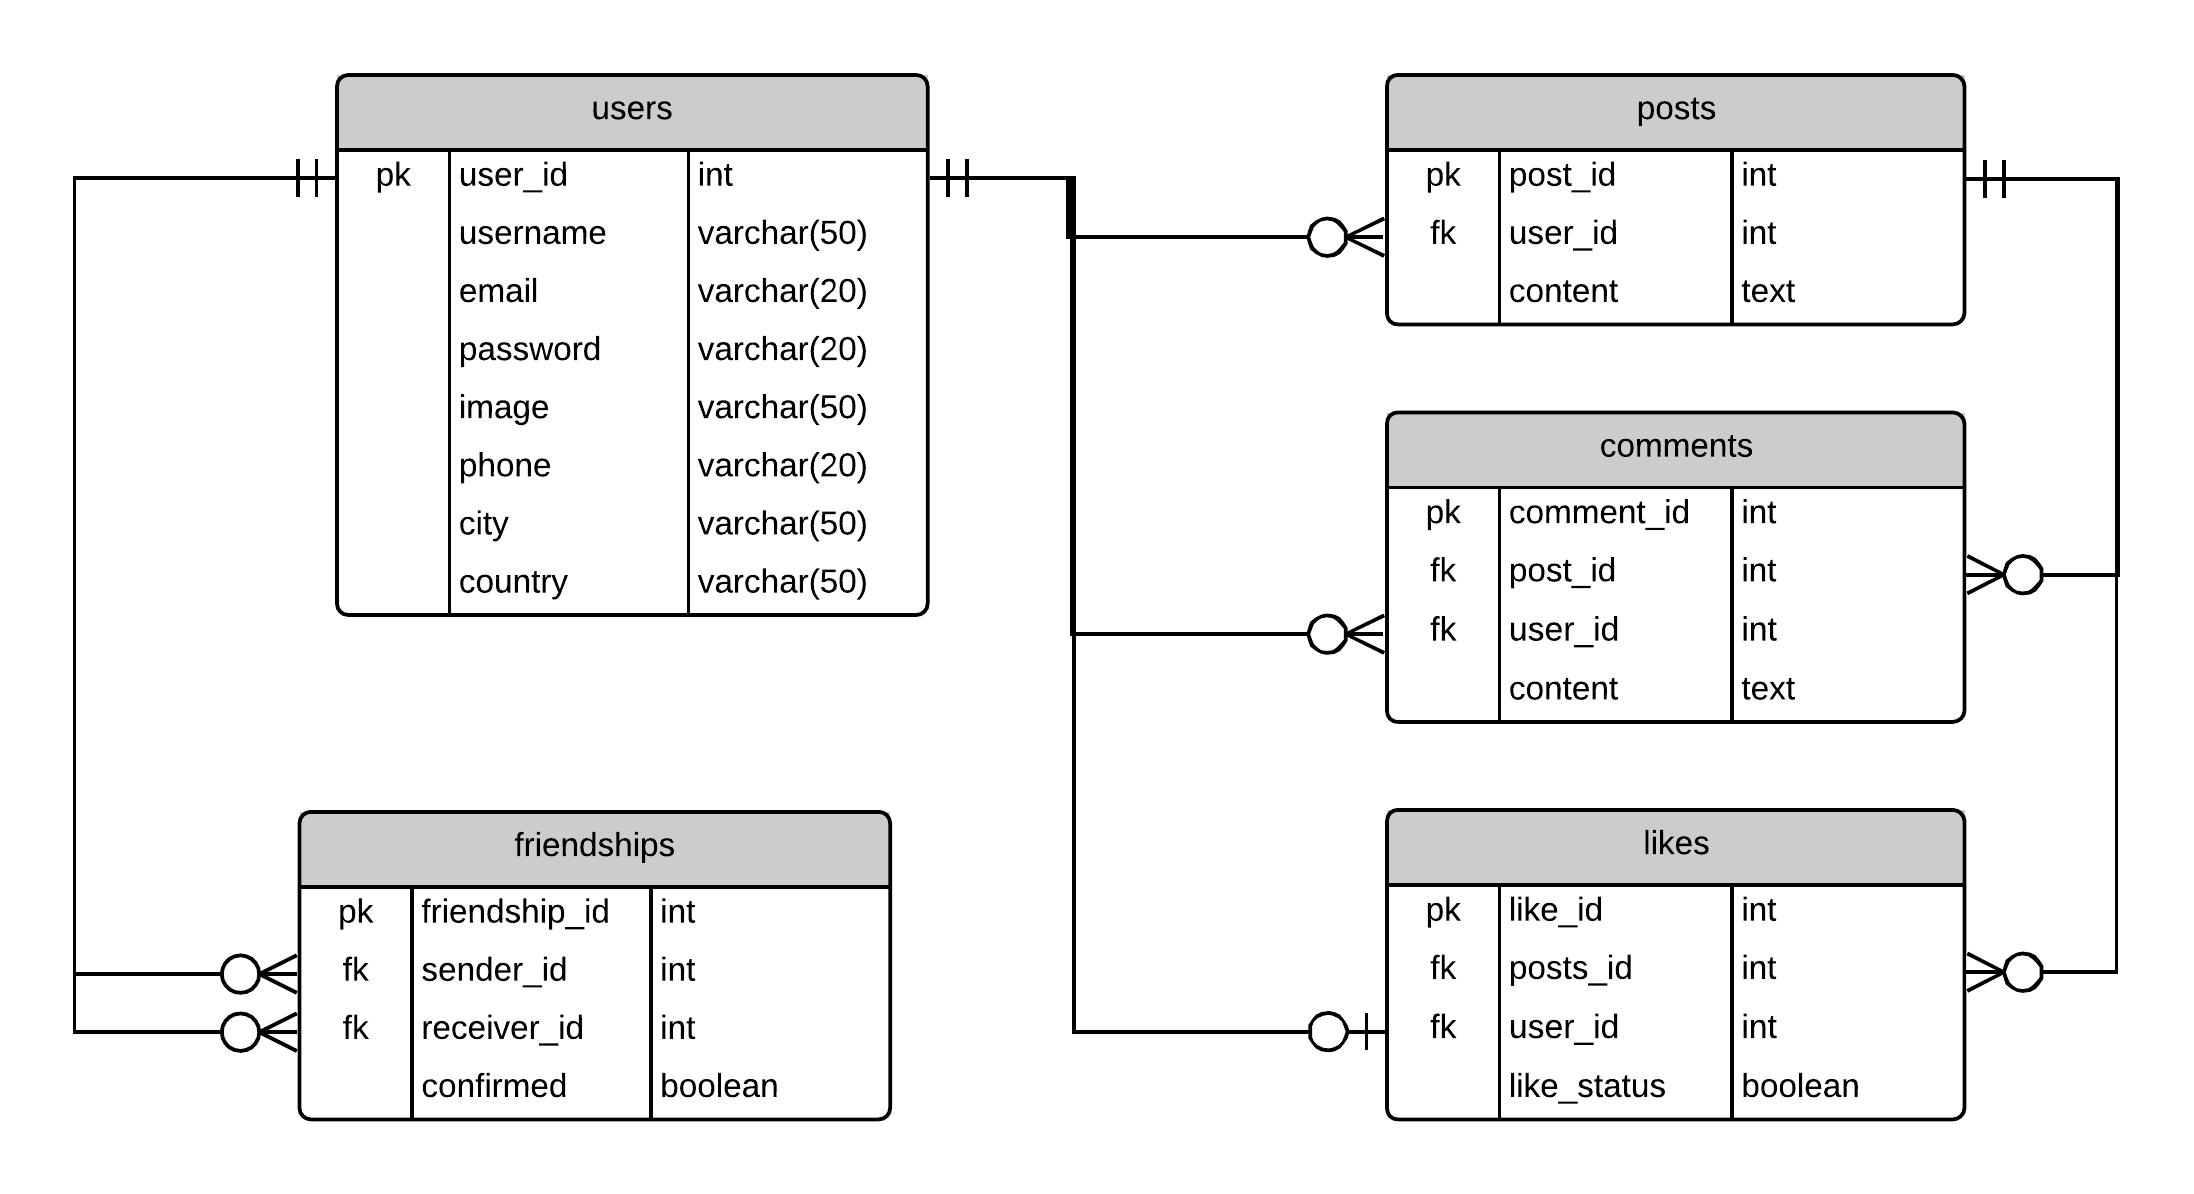 users
pk user_id int
username varchar(50)
email varchar(20)
password varchar(20)
image varchar(50)
phone varchar(20)
city varchar(50)
country varchar(50)
friendships
pk friendship_id int
fk sender_id int
fk receiver_id int
confirmed boolean
posts
pk post_id int
fk user_id int
content text
comments
pk comment_id int
fk post_id int
fk user_id int
content text
likes
pk like_id int
fk posts_id int
fk user_id int
like_status boolean